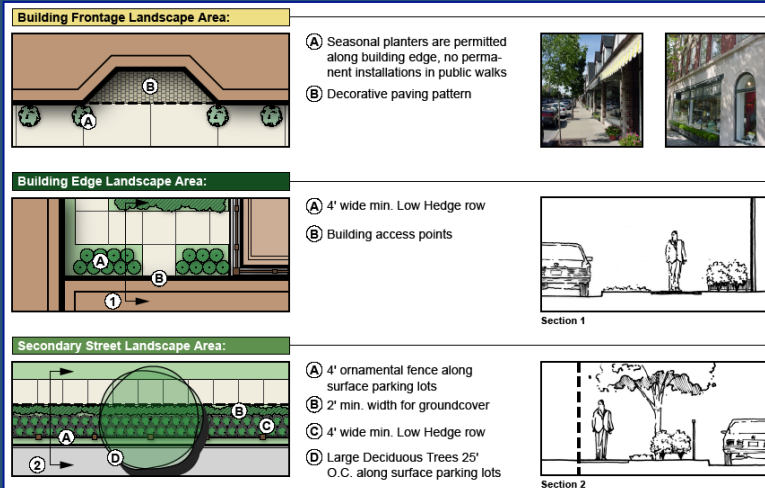 Building Frontage Landscape Area:
B
A
A Seasonal planters are permitted
along building edge, no perma-
nent installations in public walks
B Decorative paving pattern
Building Edge Landscape Area:
A
B
1
A 4' wide min. Low Hedge row
B Building access points
Section 1
Secondary Street Landscape Area:
B
C
A
2
D
A 4' ornamental fence along
surface parking lots
B 2' min. width for groundcover
C 4' wide min. Low Hedge row
D Large Deciduous Trees 25'
O.C. along surface parking lots
Section 2